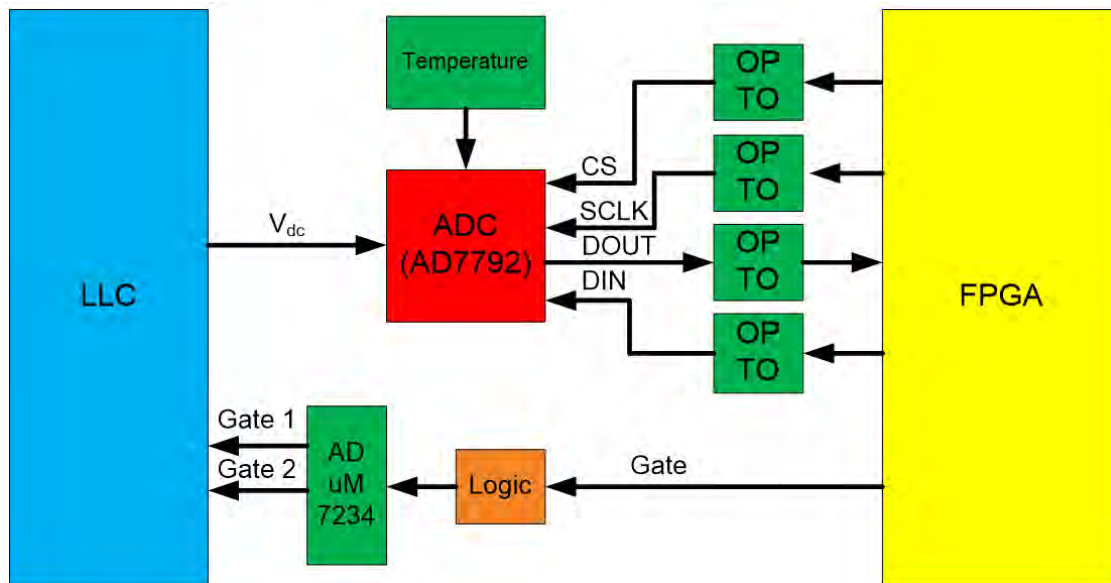 Temperature
OP
TO
CS
OP
TO
SCLK
ADC
(AD7792)
V_dc
DOUT
OP
TO
DIN
LLC
FPGA
OP
TO
Gate 1
Gate 2
AD
uM
7234
Logic
Gate